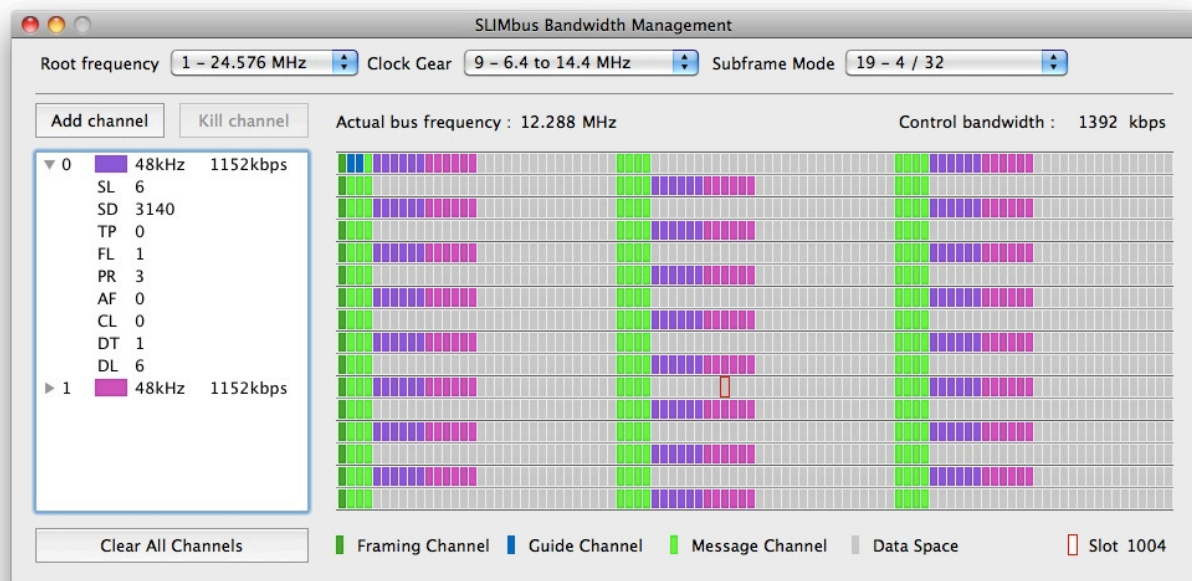 SLIMbus Bandwidth Management
Root frequency 1 – 24.576 MHz Clock Gear 9 – 6.4 to 14.4 MHz Subframe Mode 19 – 4 / 32
Add channel Kill channel Actual bus frequency : 12.288 MHz Control bandwidth : 1392 kbps
0 48kHz 1152kbps
SL 6
SD 3140
TP 0
FL 1
PR 3
AF 0
CL 0
DT 1
DL 6
1 48kHz 1152kbps
Clear All Channels Framing Channel Guide Channel Message Channel Data Space Slot 1004